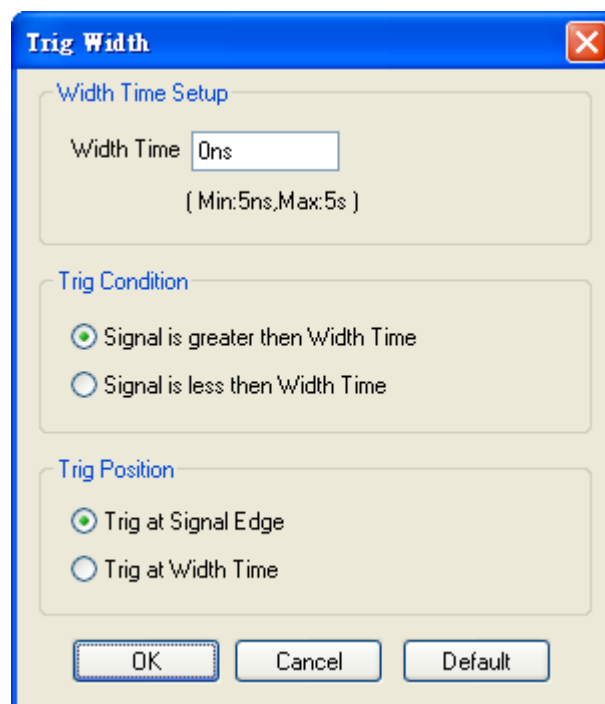 Trig Width
Width Time Setup
Width Time 0ns
( Min:5ns,Max:5s )
Trig Condition
Signal is greater then Width Time
Signal is less then Width Time
Trig Position
Trig at Signal Edge
Trig at Width Time
OK Cancel Default